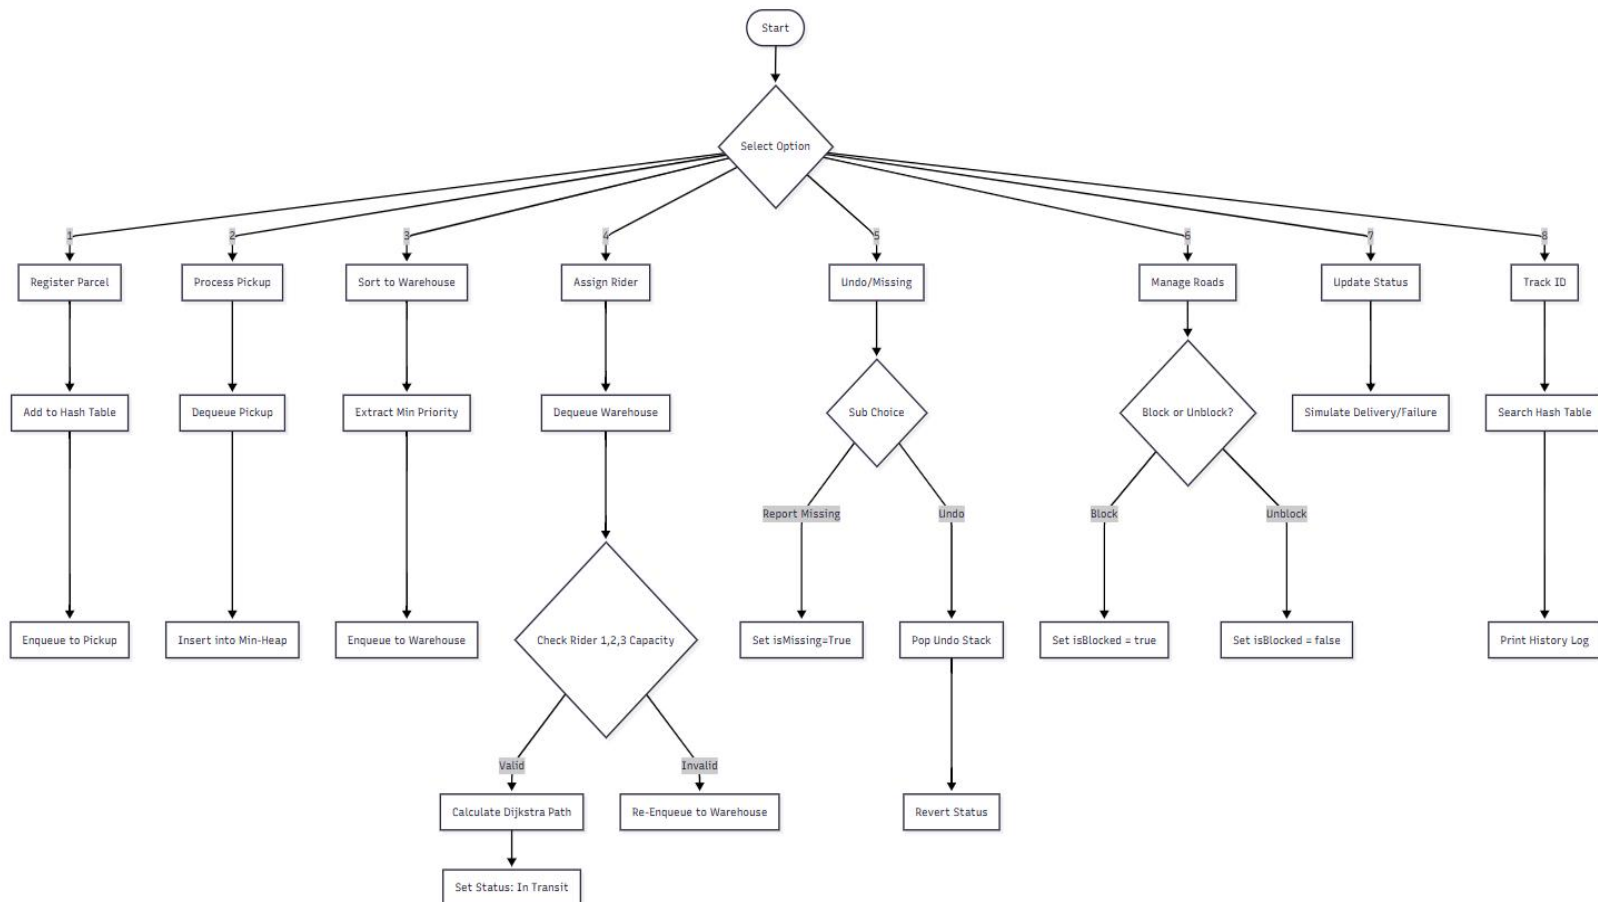 Start
Select Option
1
2
3
4
5
6
7
8
Register Parcel
Process Pickup
Sort to Warehouse
Assign Rider
Undo/Missing
Manage Roads
Update Status
Track ID
Add to Hash Table
Dequeue Pickup
Extract Min Priority
Dequeue Warehouse
Sub Choice
Block or Unblock?
Simulate Delivery/Failure
Search Hash Table
Report Missing
Undo
Block
Unblock
Enqueue to Pickup
Insert into Min-Heap
Enqueue to Warehouse
Check Rider 1,2,3 Capacity
Set isMissing=True
Pop Undo Stack
Set isBlocked = true
Set isBlocked = false
Print History Log
Valid
Invalid
Calculate Dijkstra Path
Re-Enqueue to Warehouse
Revert Status
Set Status: In Transit